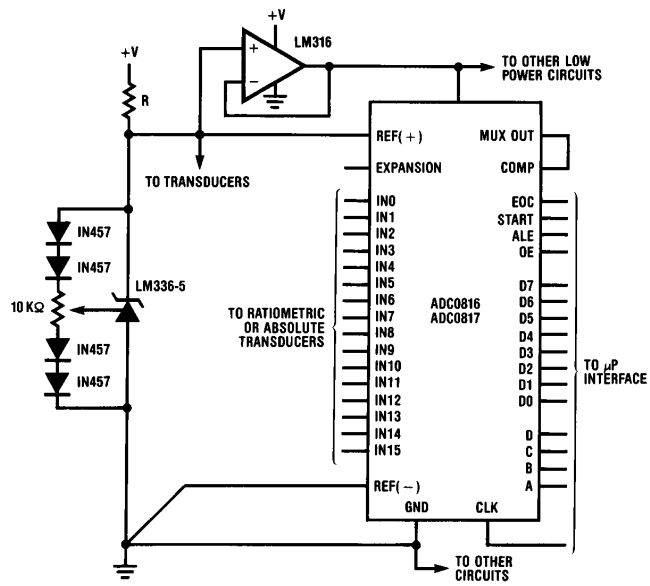 +V
LM316
+V
TO OTHER LOW
POWER CIRCUITS
R
+
−
REF(+)
MUX OUT
TO TRANSDUCERS
EXPANSION
COMP
IN0
IN1
IN2
IN3
IN4
IN5
IN6
IN7
IN8
IN9
IN10
IN11
IN12
IN13
IN14
IN15
EOC
START
ALE
OE
D7
D6
D5
D4
D3
D2
D1
D0
D
C
B
A
IN457
IN457
LM336-5
10 KΩ
IN457
IN457
TO RATIOMETRIC
OR ABSOLUTE
TRANSDUCERS
ADC0816
ADC0817
TO μP
INTERFACE
REF(−)
GND
CLK
TO OTHER
CIRCUITS